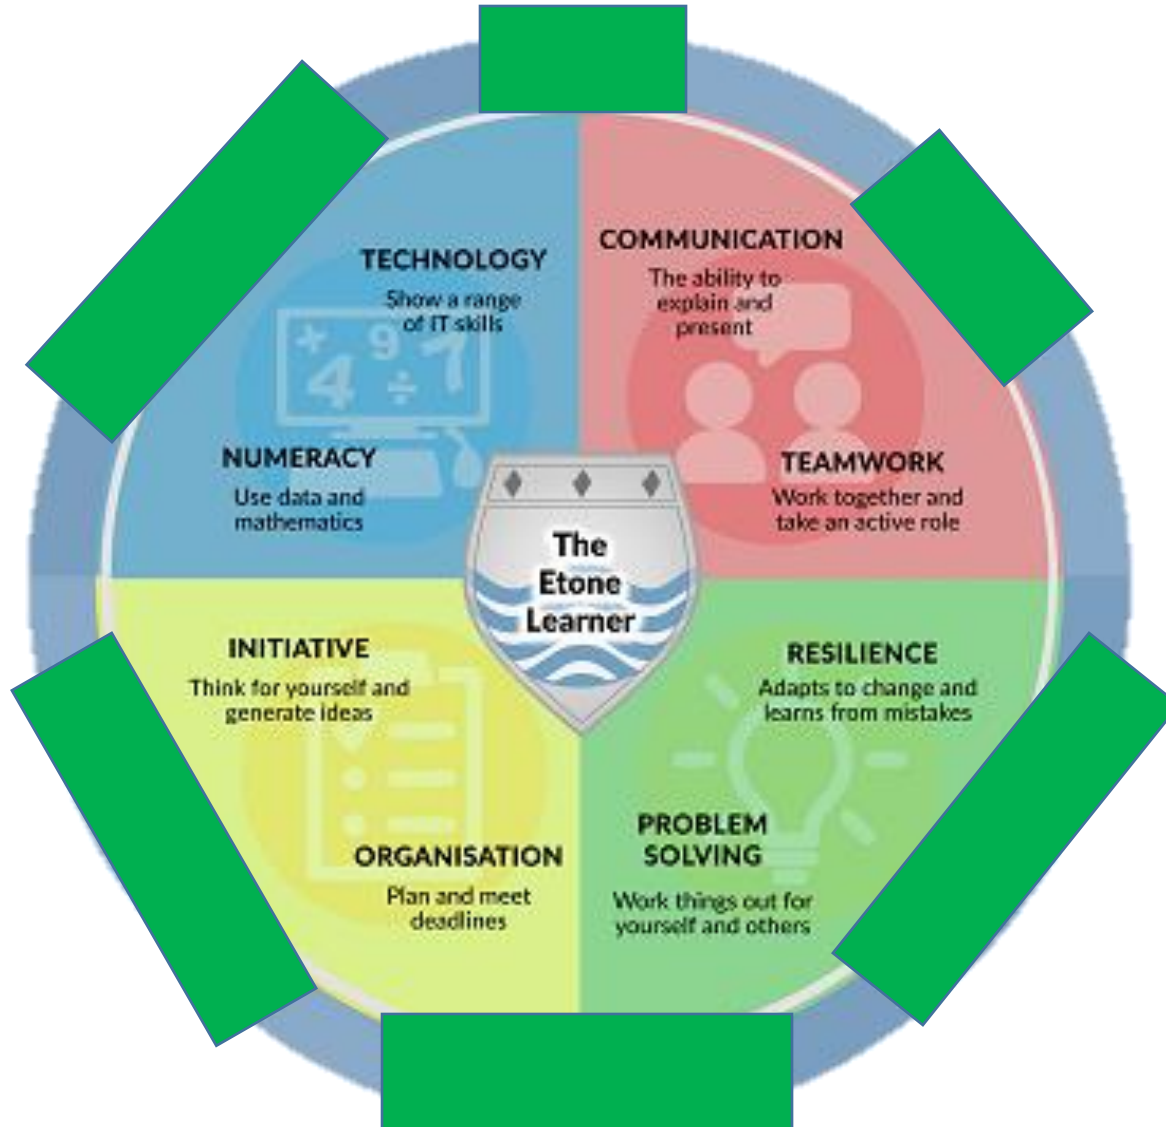 TECHNOLOGY
Show a range
of IT skills
+ 9 7
4 ÷
NUMERACY
Use data and
mathematics
COMMUNICATION
The ability to
explain and
present
TEAMWORK
Work together and
take an active role
The
Etone
Learner
INITIATIVE
Think for yourself and
generate ideas
ORGANISATION
Plan and meet
deadlines
RESILIENCE
Adapts to change and
learns from mistakes
PROBLEM
SOLVING
Work things out for
yourself and others